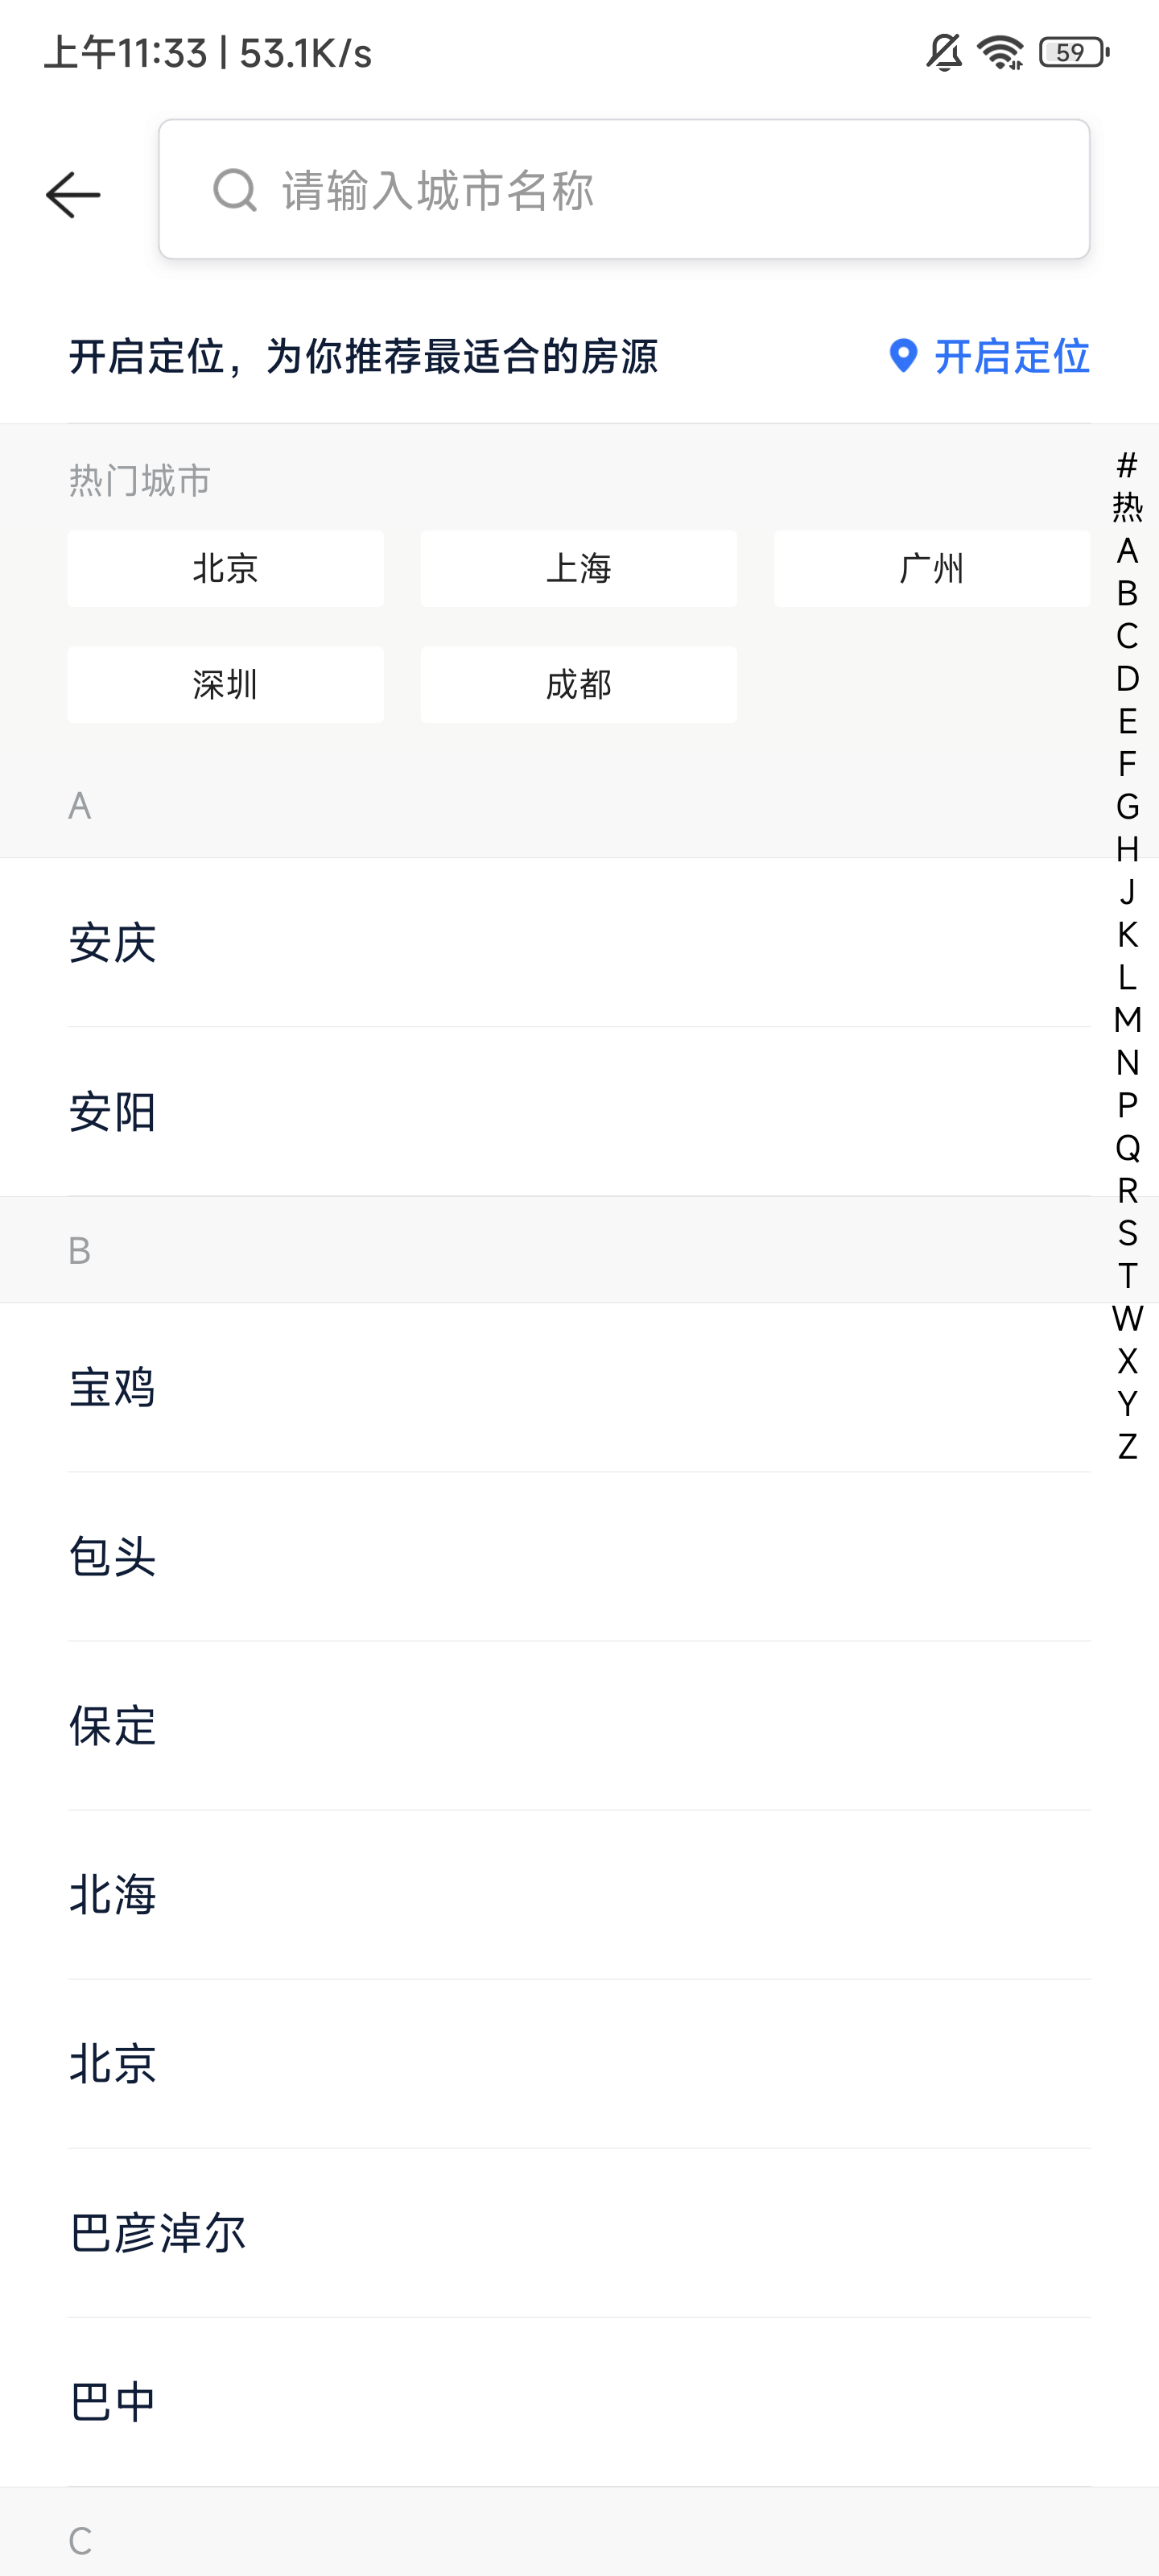 上午11:33 | 53.1K/s
59
请输入城市名称
开启定位，为你推荐最适合的房源 开启定位
热门城市
北京 上海 广州
深圳 成都
A
安庆
安阳
B
宝鸡
包头
保定
北海
北京
巴彦淖尔
巴中
C
#
热
A
B
C
D
E
F
G
H
J
K
L
M
N
P
Q
R
S
T
W
X
Y
Z